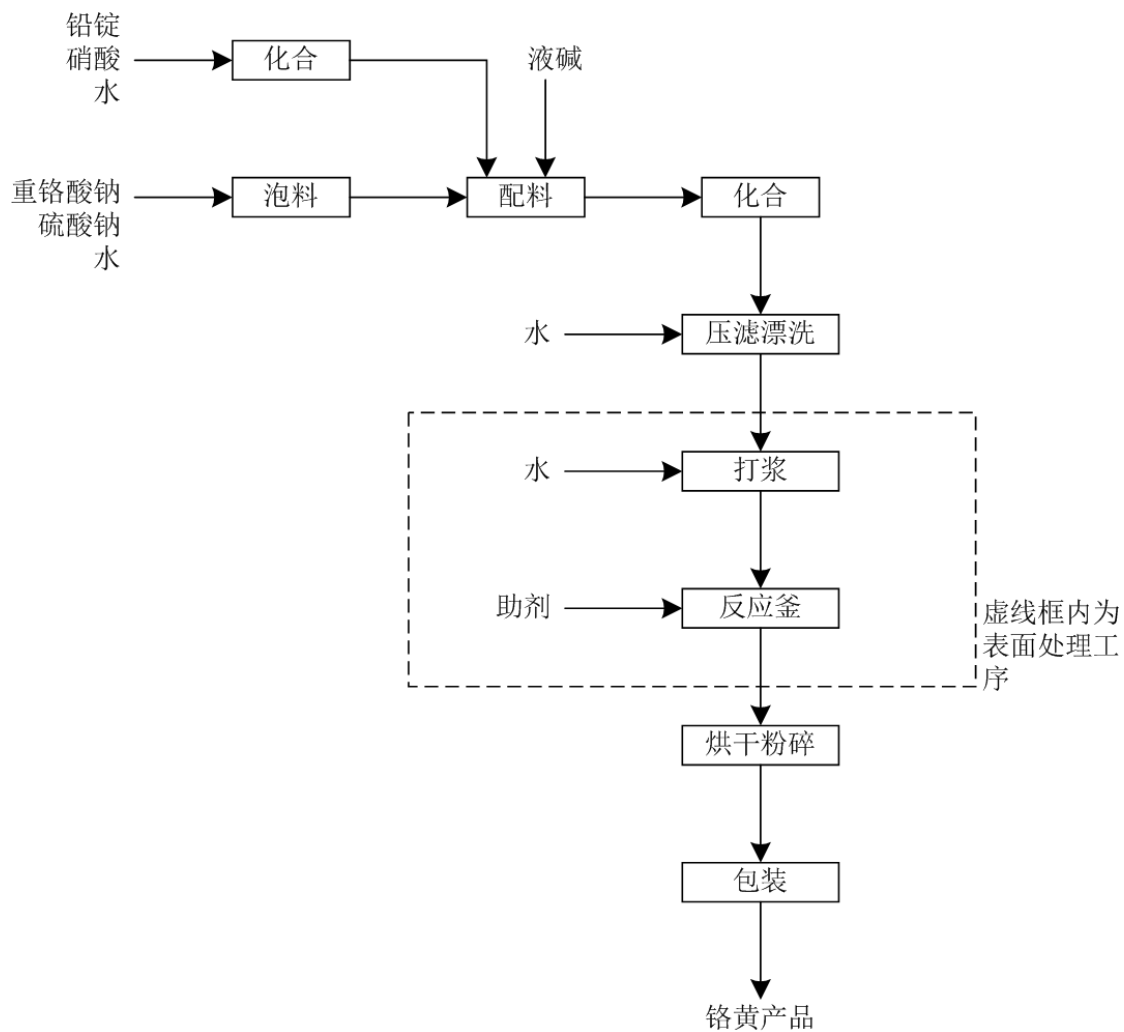 铅锭
硝酸
水
化合
液碱
重铬酸钠
硫酸钠
水
泡料
配料
化合
水
压滤漂洗
水
打浆
助剂
反应釜
虚线框内为
表面处理工
序
烘干粉碎
包装
铬黄产品